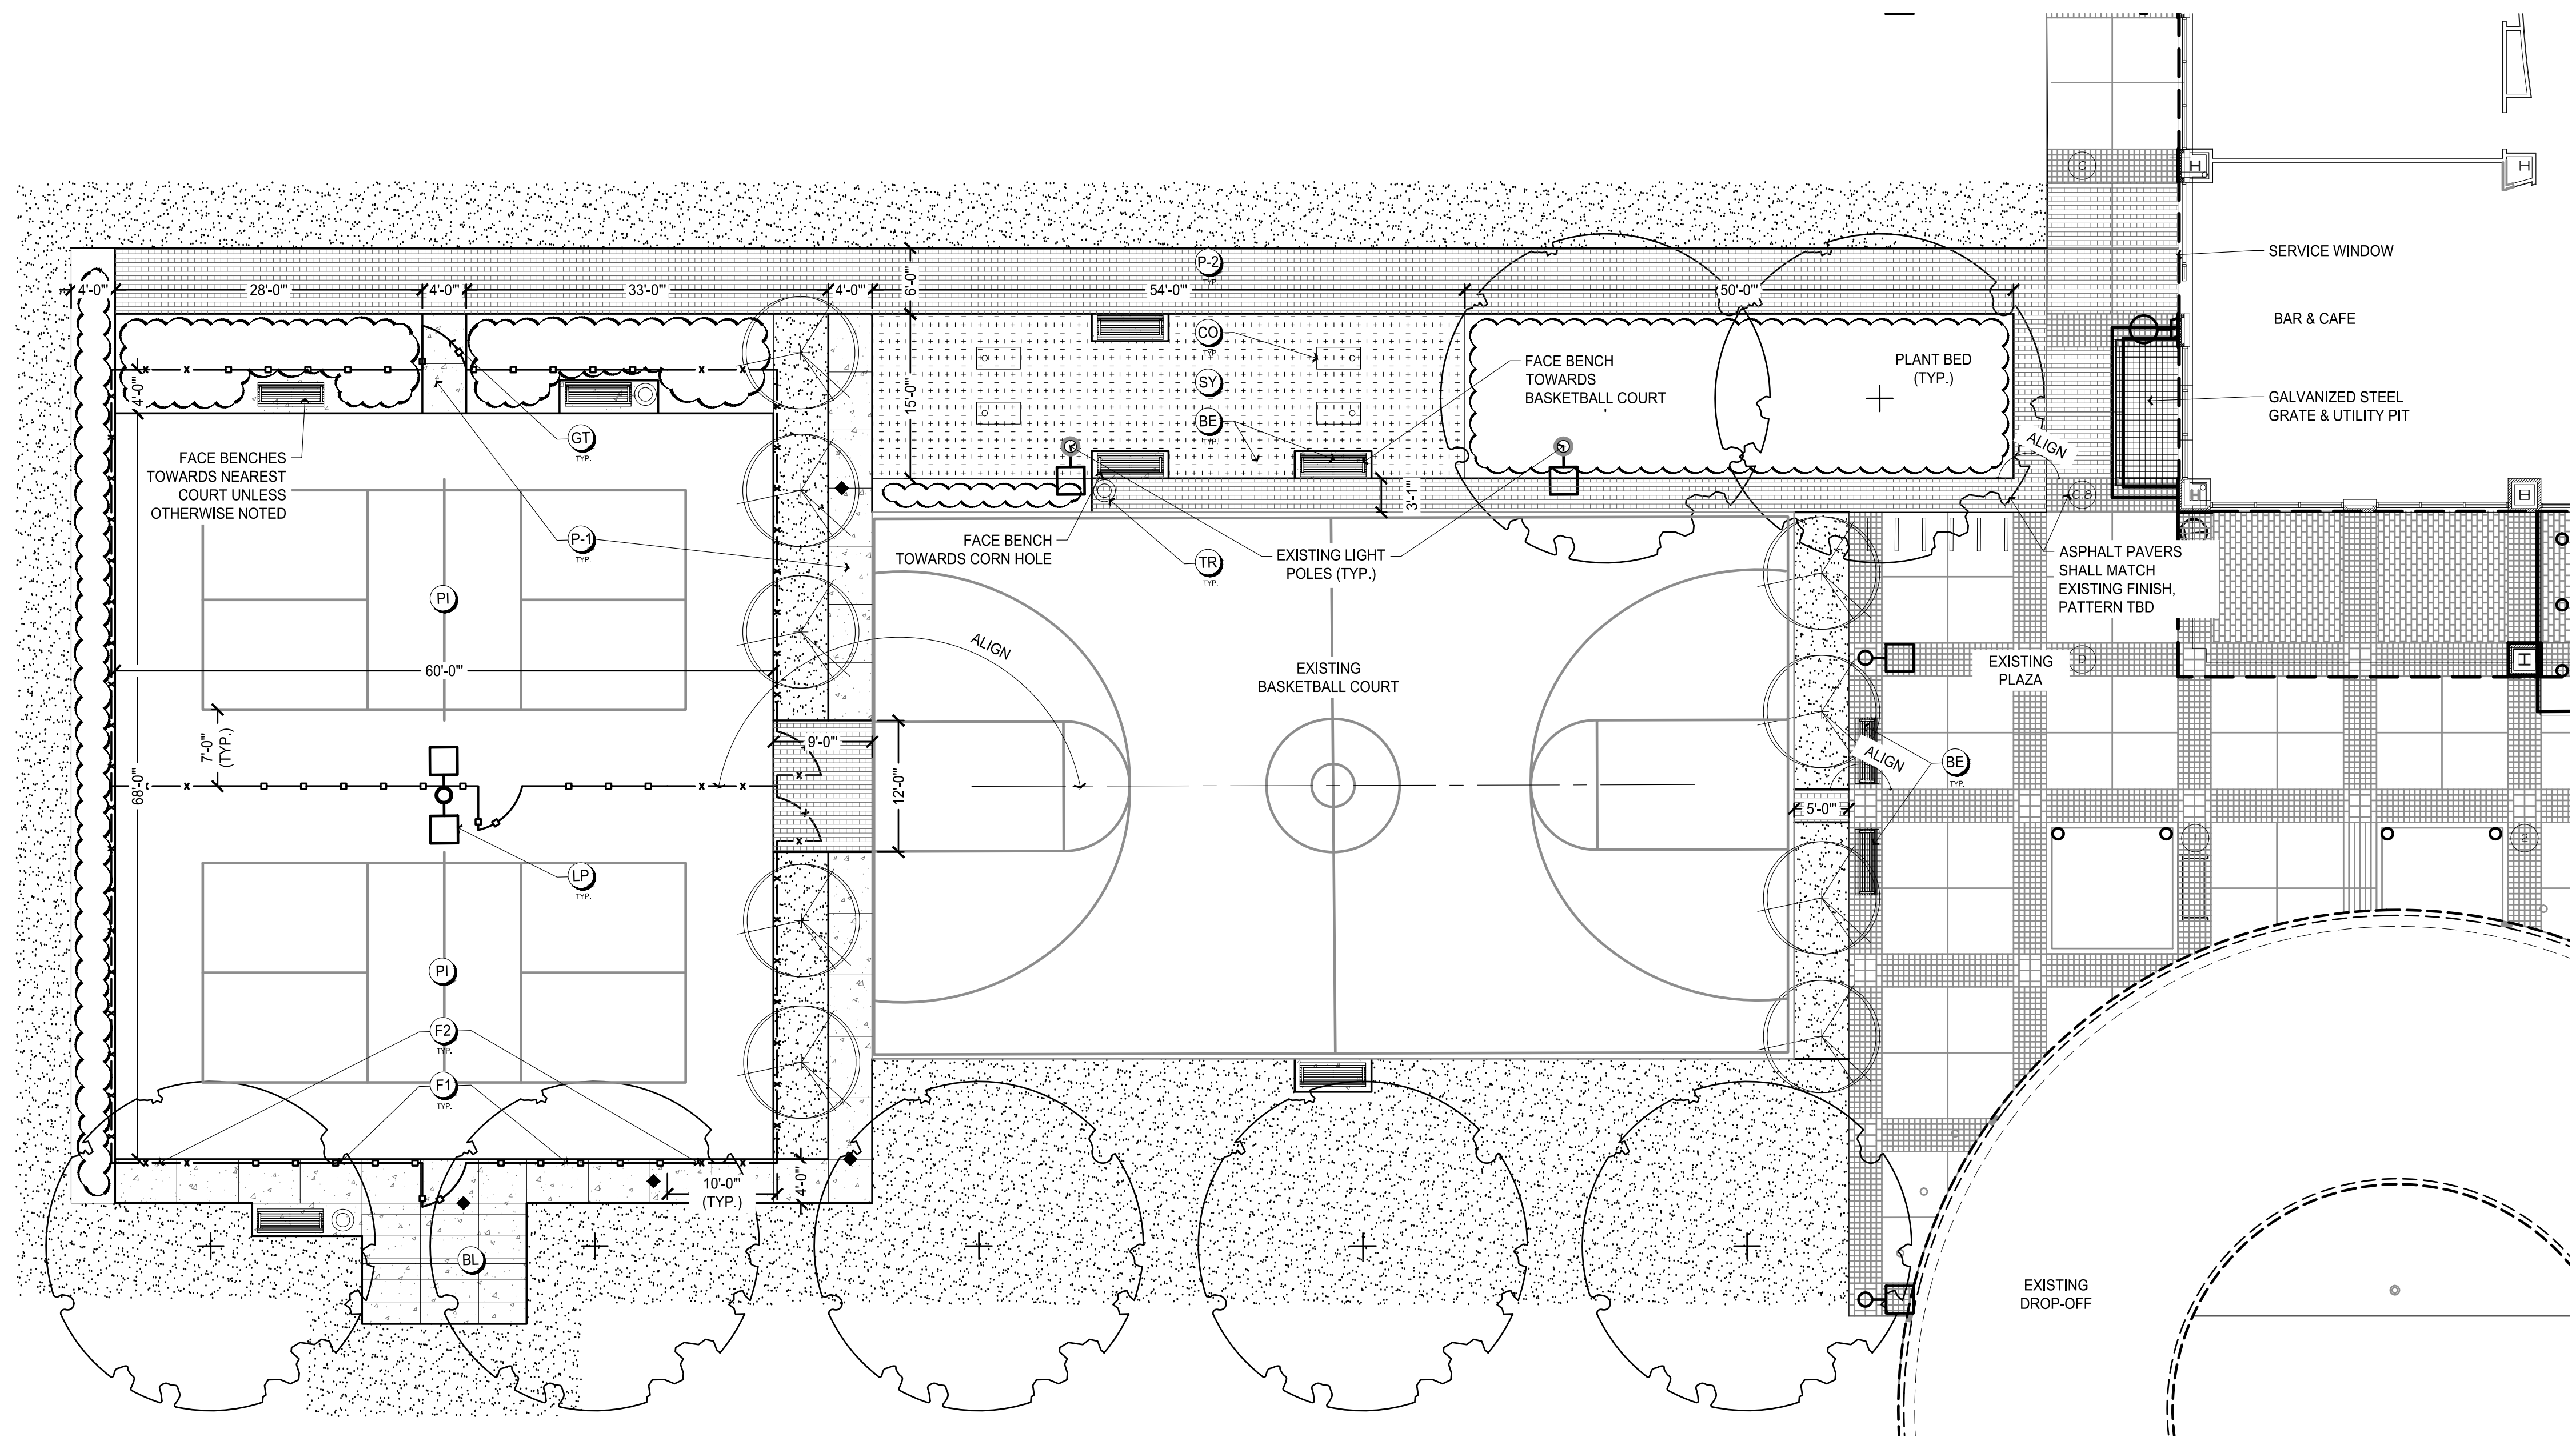 C
SERVICE WINDOW
P-2
TYP.
4'-0"'
28'-0"'
4'-0"'
33'-0"'
4'-0"'
6'-0"'
54'-0"'
50'-0"'
BAR & CAFE
CO
TYP.
FACE BENCH
TOWARDS
BASKETBALL COURT
PLANT BED
(TYP.)
4'-0"'
SY
15'-0"'
GALVANIZED STEEL
GRATE & UTILITY PIT
BE
TYP.
GT
TYP.
ALIGN
FACE BENCHES
TOWARDS NEAREST
COURT UNLESS
OTHERWISE NOTED
3'-1"'
C.8
P-1
TYP.
FACE BENCH
TOWARDS CORN HOLE
TR
TYP.
EXISTING LIGHT
POLES (TYP.)
ASPHALT PAVERS
SHALL MATCH
EXISTING FINISH,
PATTERN TBD
PI
ALIGN
60'-0"'
EXISTING
BASKETBALL COURT
EXISTING
PLAZA
D
7'-0"'
(TYP.)
9'-0"'
68'-0"'
12'-0"'
ALIGN
BE
TYP.
5'-0"'
2
LP
TYP.
PI
F2
TYP.
F1
TYP.
10'-0"'
(TYP.)
4'-0"'
BL
EXISTING
DROP-OFF